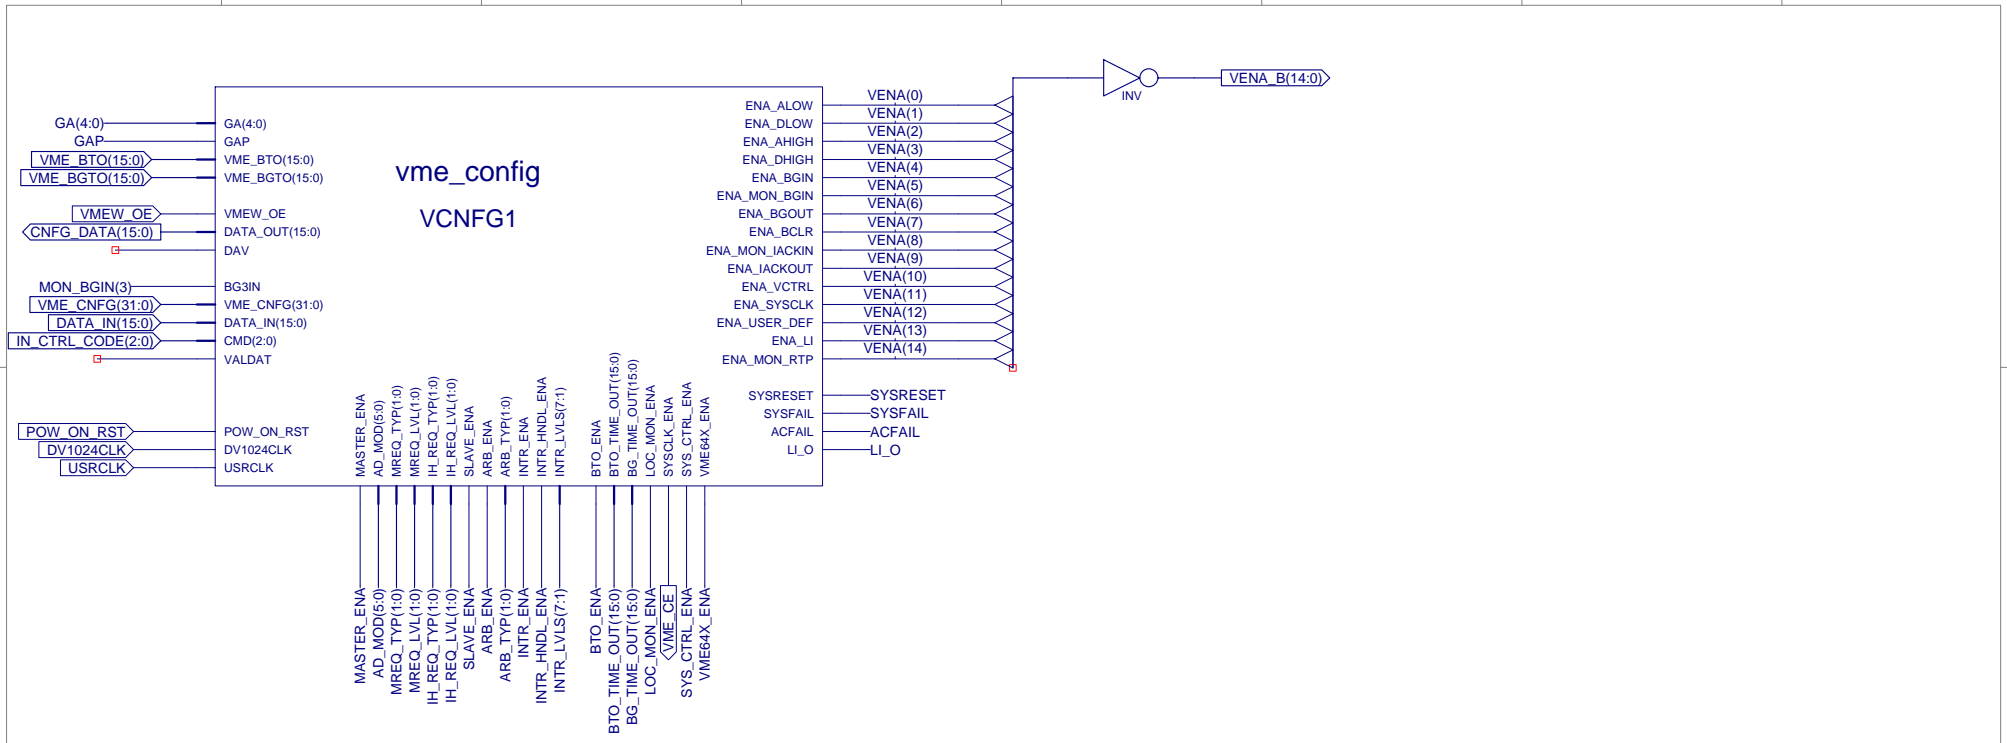 VENA_B(14:0)
INV
vme_config
VCNFG1
GA(4:0)
GAP
VME_BTO(15:0)
VME_BGTO(15:0)
VMEW_OE
CNFG_DATA(15:0)
MON_BGIN(3)
VME_CNFG(31:0)
DATA_IN(15:0)
IN_CTRL_CODE(2:0)
POW_ON_RST
DV1024CLK
USRCLK
GA(4:0)
GAP
VME_BTO(15:0)
VME_BGTO(15:0)
VMEW_OE
DATA_OUT(15:0)
DAV
BG3IN
VME_CNFG(31:0)
DATA_IN(15:0)
CMD(2:0)
VALDAT
POW_ON_RST
DV1024CLK
USRCLK
ENA_ALOW
ENA_DLOW
ENA_AHIGH
ENA_DHIGH
ENA_BGIN
ENA_MON_BGIN
ENA_BGOUT
ENA_BCLR
ENA_MON_IACKIN
ENA_IACKOUT
ENA_VCTRL
ENA_SYSCLK
ENA_USER_DEF
ENA_LI
ENA_MON_RTP
SYSRESET
SYSFAIL
ACFAIL
LI_O
VENA(0)
VENA(1)
VENA(2)
VENA(3)
VENA(4)
VENA(5)
VENA(6)
VENA(7)
VENA(8)
VENA(9)
VENA(10)
VENA(11)
VENA(12)
VENA(13)
VENA(14)
SYSRESET
SYSFAIL
ACFAIL
LI_O
MASTER_ENA
AD_MOD(5:0)
MREQ_TYP(1:0)
MREQ_LVL(1:0)
IH_REQ_TYP(1:0)
IH_REQ_LVL(1:0)
SLAVE_ENA
ARB_ENA
ARB_TYP(1:0)
INTR_ENA
INTR_HNDL_ENA
INTR_LVLS(7:1)
BTO_ENA
BTO_TIME_OUT(15:0)
BG_TIME_OUT(15:0)
LOC_MON_ENA
SYSCLK_ENA
SYS_CTRL_ENA
VME64X_ENA
MASTER_ENA
AD_MOD(5:0)
MREQ_TYP(1:0)
MREQ_LVL(1:0)
IH_REQ_TYP(1:0)
IH_REQ_LVL(1:0)
SLAVE_ENA
ARB_ENA
ARB_TYP(1:0)
INTR_ENA
INTR_HNDL_ENA
INTR_LVLS(7:1)
BTO_ENA
BTO_TIME_OUT(15:0)
BG_TIME_OUT(15:0)
LOC_MON_ENA
VME_CE
SYS_CTRL_ENA
VME64X_ENA